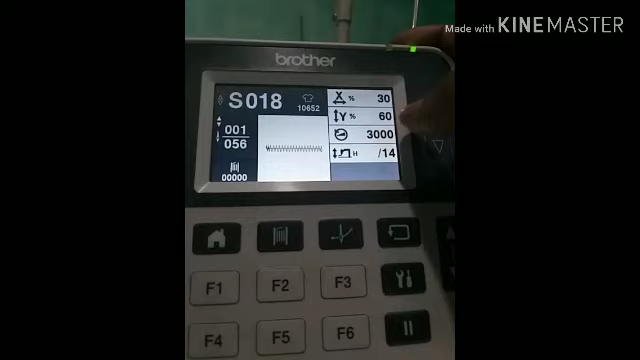 Made with KINEMASTER
brother
S018
10652
001
056
00000
X % 30
Y % 60
3000
H /14
F1 F2 F3
F4 F5 F6